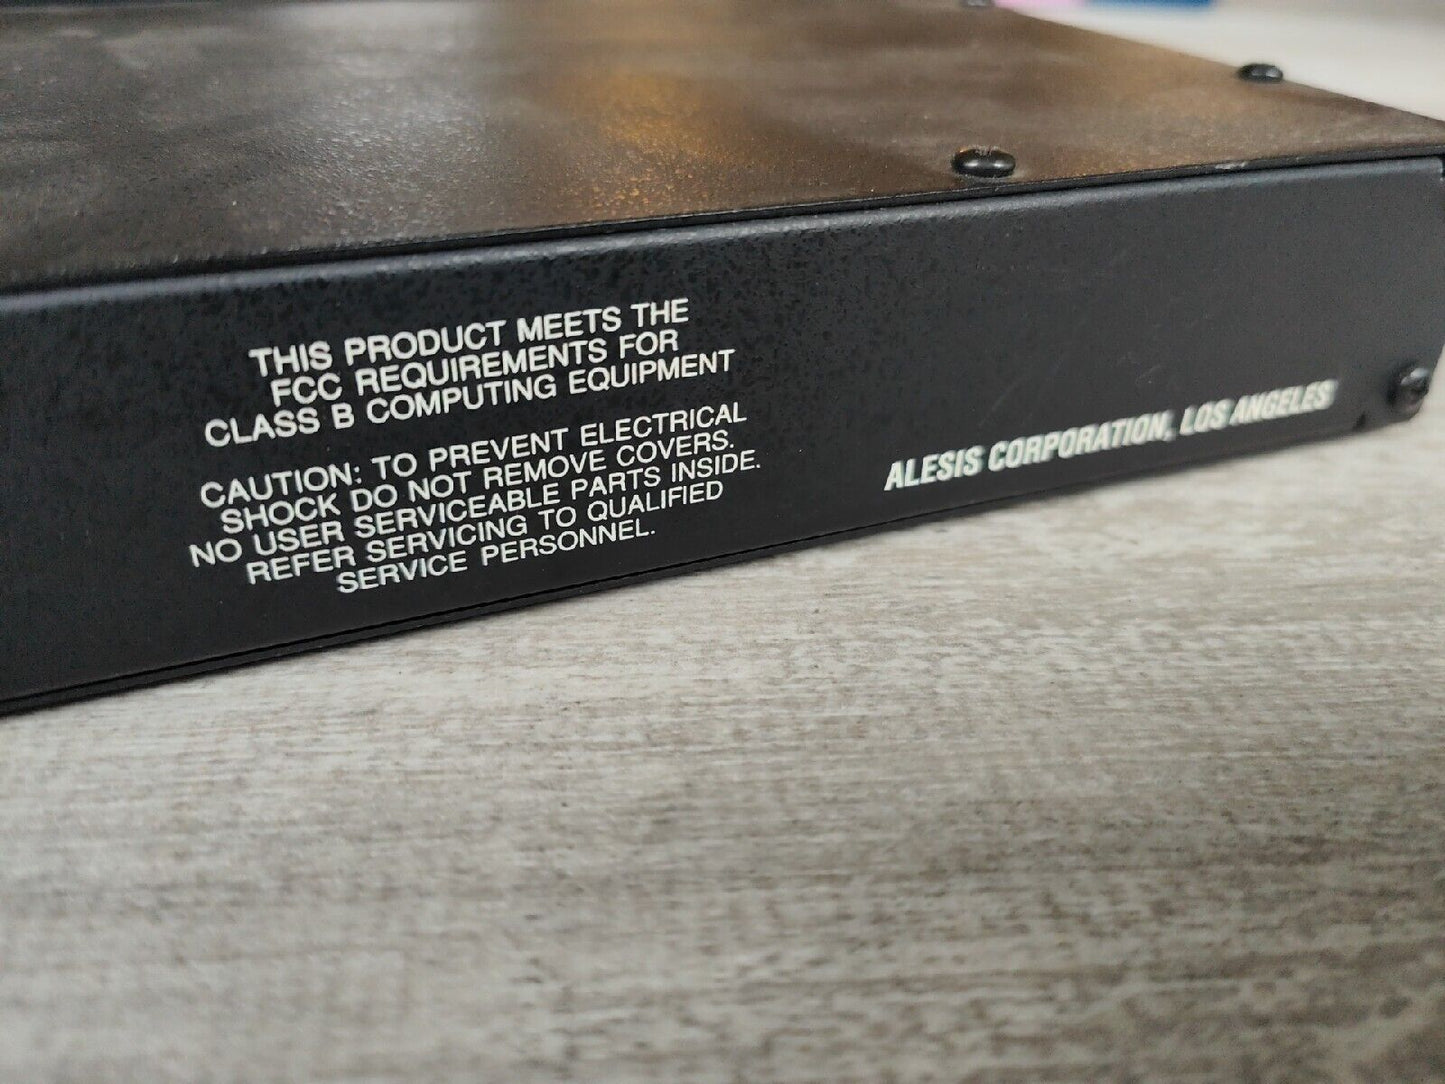 THIS PRODUCT MEETS THE
FCC REQUIREMENTS FOR
CLASS B COMPUTING EQUIPMENT
CAUTION: TO PREVENT ELECTRICAL
SHOCK DO NOT REMOVE COVERS.
NO USER SERVICEABLE PARTS INSIDE.
REFER SERVICING TO QUALIFIED
SERVICE PERSONNEL.
ALESIS CORPORATION, LOS ANGELES